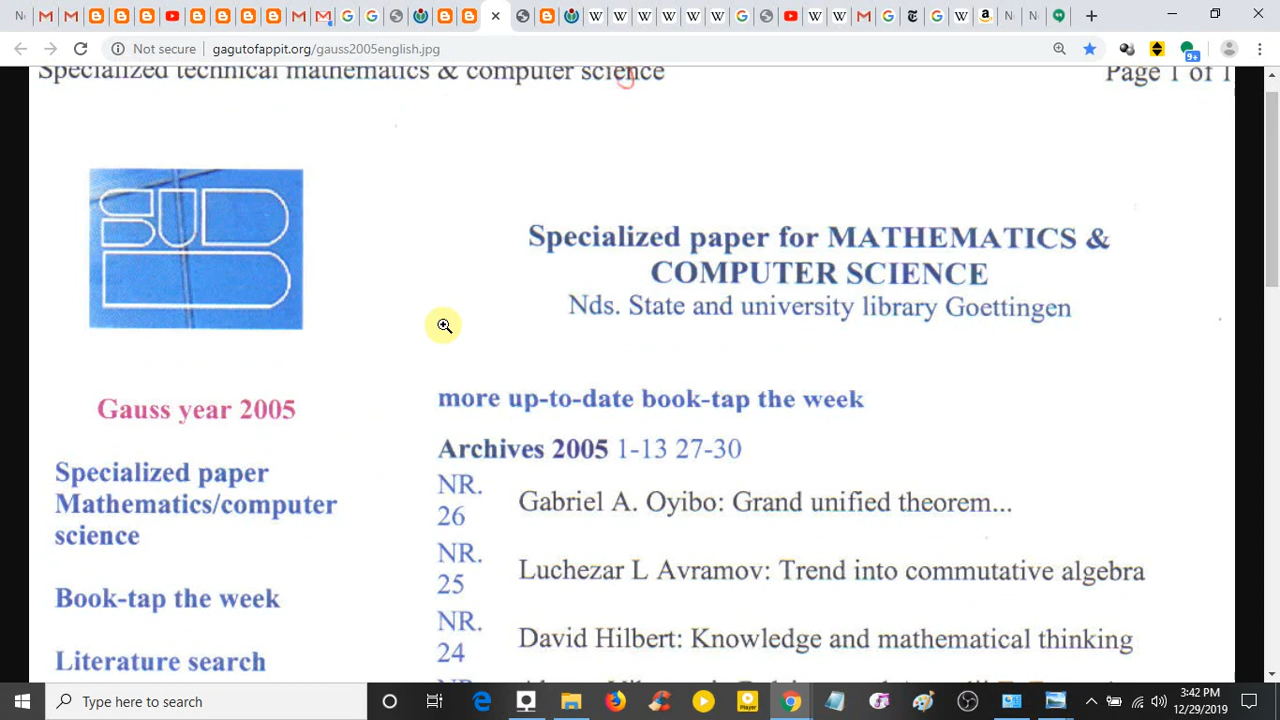 Not secure gagutofappit.org/gauss2005english.jpg
9+
Specialized technical mathematics & computer science
Page 1 of 1
SUB
Specialized paper for MATHEMATICS &
COMPUTER SCIENCE
Nds. State and university library Goettingen
Gauss year 2005
more up-to-date book-tap the week
Archives 2005 1-13 27-30
NR.
26
Gabriel A. Oyibo: Grand unified theorem...
Specialized paper
Mathematics/computer
science
NR.
25
Luchezar L Avramov: Trend into commutative algebra
Book-tap the week
NR.
24
David Hilbert: Knowledge and mathematical thinking
Literature search
Type here to search
3:42 PM
12/29/2019